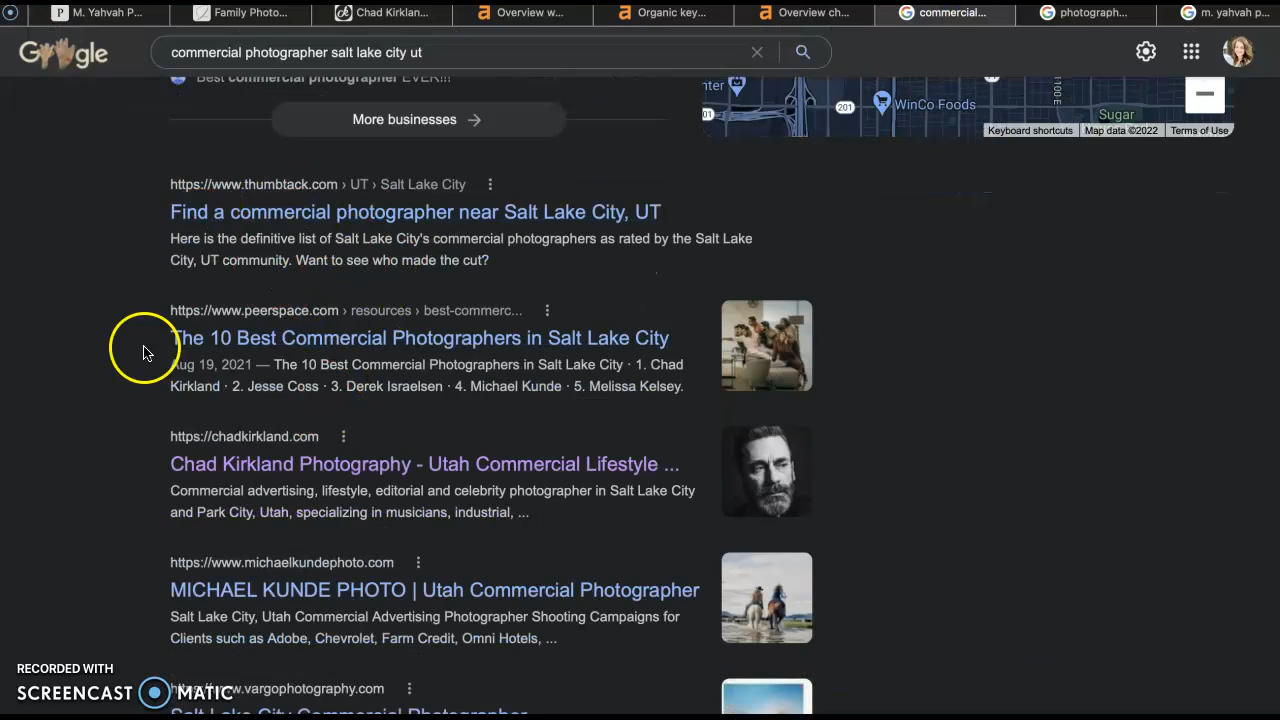 M. Yahvah P...
Family Photo...
Chad Kirklan...
Overview w...
Organic key...
Overview ch...
commercial...
photograph...
m. yahvah p...
commercial photographer salt lake city ut
Best commercial photographer EVER!!!
More businesses
nter
201
WinCo Foods
1100 E
01
Sugar
Keyboard shortcuts
Map data ©2022
Terms of Use
https://www.thumbtack.com › UT › Salt Lake City
Find a commercial photographer near Salt Lake City, UT
Here is the definitive list of Salt Lake City's commercial photographers as rated by the Salt Lake
City, UT community. Want to see who made the cut?
https://www.peerspace.com › resources › best-commerc...
The 10 Best Commercial Photographers in Salt Lake City
Aug 19, 2021 — The 10 Best Commercial Photographers in Salt Lake City · 1. Chad
Kirkland · 2. Jesse Coss · 3. Derek Israelsen · 4. Michael Kunde · 5. Melissa Kelsey.
https://chadkirkland.com
Chad Kirkland Photography - Utah Commercial Lifestyle ...
Commercial advertising, lifestyle, editorial and celebrity photographer in Salt Lake City
and Park City, Utah, specializing in musicians, industrial, ...
https://www.michaelkundephoto.com
MICHAEL KUNDE PHOTO | Utah Commercial Photographer
Salt Lake City, Utah Commercial Advertising Photographer Shooting Campaigns for
Clients such as Adobe, Chevrolet, Farm Credit, Omni Hotels, ...
https://www.vargophotography.com
Salt Lake City Commercial Photographer
RECORDED WITH
SCREENCAST MATIC